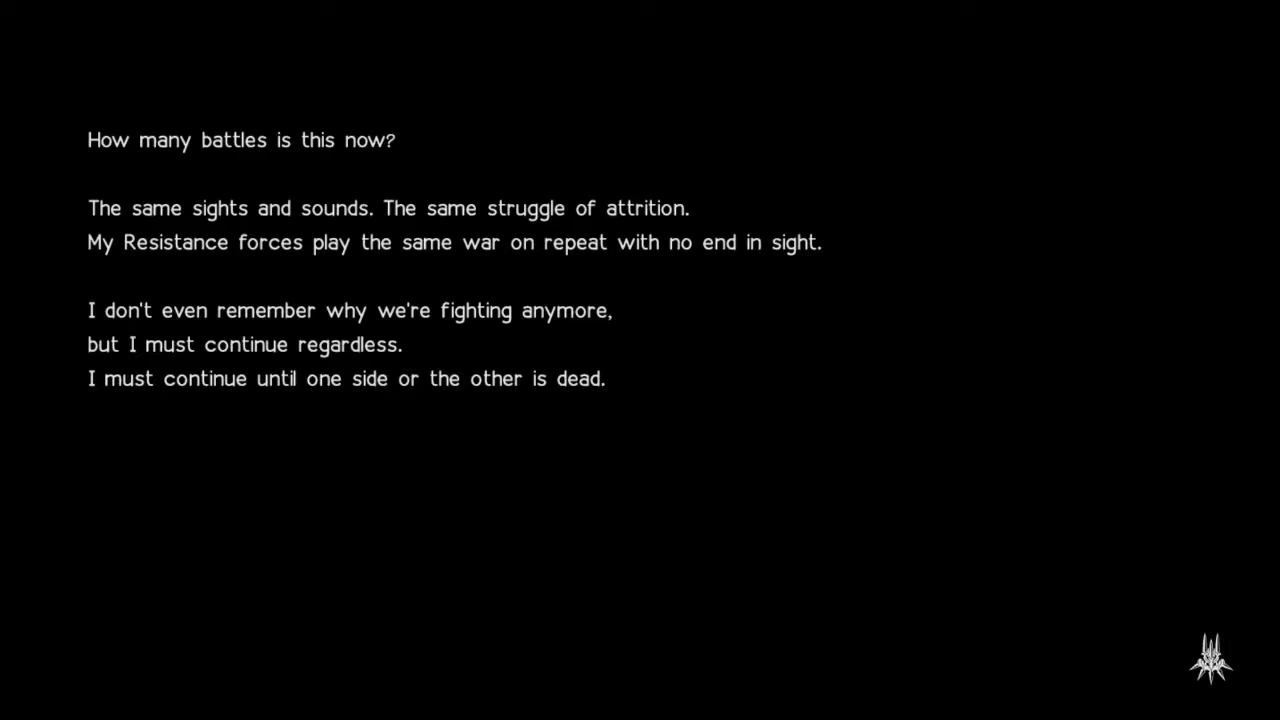 How many battles is this now?
The same sights and sounds. The same struggle of attrition.
My Resistance forces play the same war on repeat with no end in sight.
I don't even remember why we're fighting anymore,
but I must continue regardless.
I must continue until one side or the other is dead.